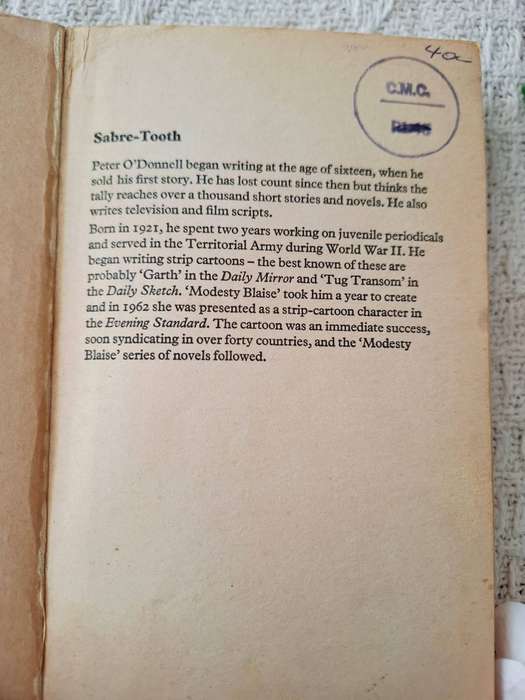 40
C.M.C.
Sabre-Tooth
Peter O'Donnell began writing at the age of sixteen, when he
sold his first story. He has lost count since then but thinks the
tally reaches over a thousand short stories and novels. He also
writes television and film scripts.
Born in 1921, he spent two years working on juvenile periodicals
and served in the Territorial Army during World War II. He
began writing strip cartoons – the best known of these are
probably 'Garth' in the Daily Mirror and 'Tug Transom' in
the Daily Sketch. 'Modesty Blaise' took him a year to create
and in 1962 she was presented as a strip-cartoon character in
the Evening Standard. The cartoon was an immediate success,
soon syndicating in over forty countries, and the 'Modesty
Blaise' series of novels followed.